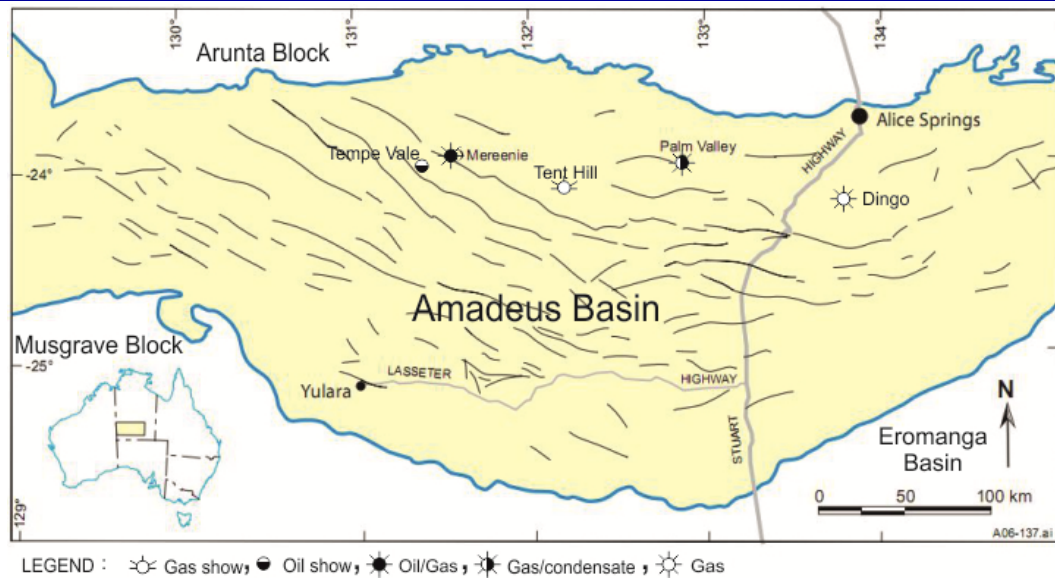 130°
131°
132°
133°
134°
Arunta Block
Alice Springs
HIGHWAY
Tempe Vale
Mereenie
Palm Valley
Tent Hill
-24°
Dingo
Amadeus Basin
Musgrave Block
-25°
LASSETER
HIGHWAY
Yulara
N
STUART
Eromanga
Basin
0 50 100 km
129°
A06-137.ai
LEGEND : Gas show, Oil show, Oil/Gas, Gas/condensate, Gas